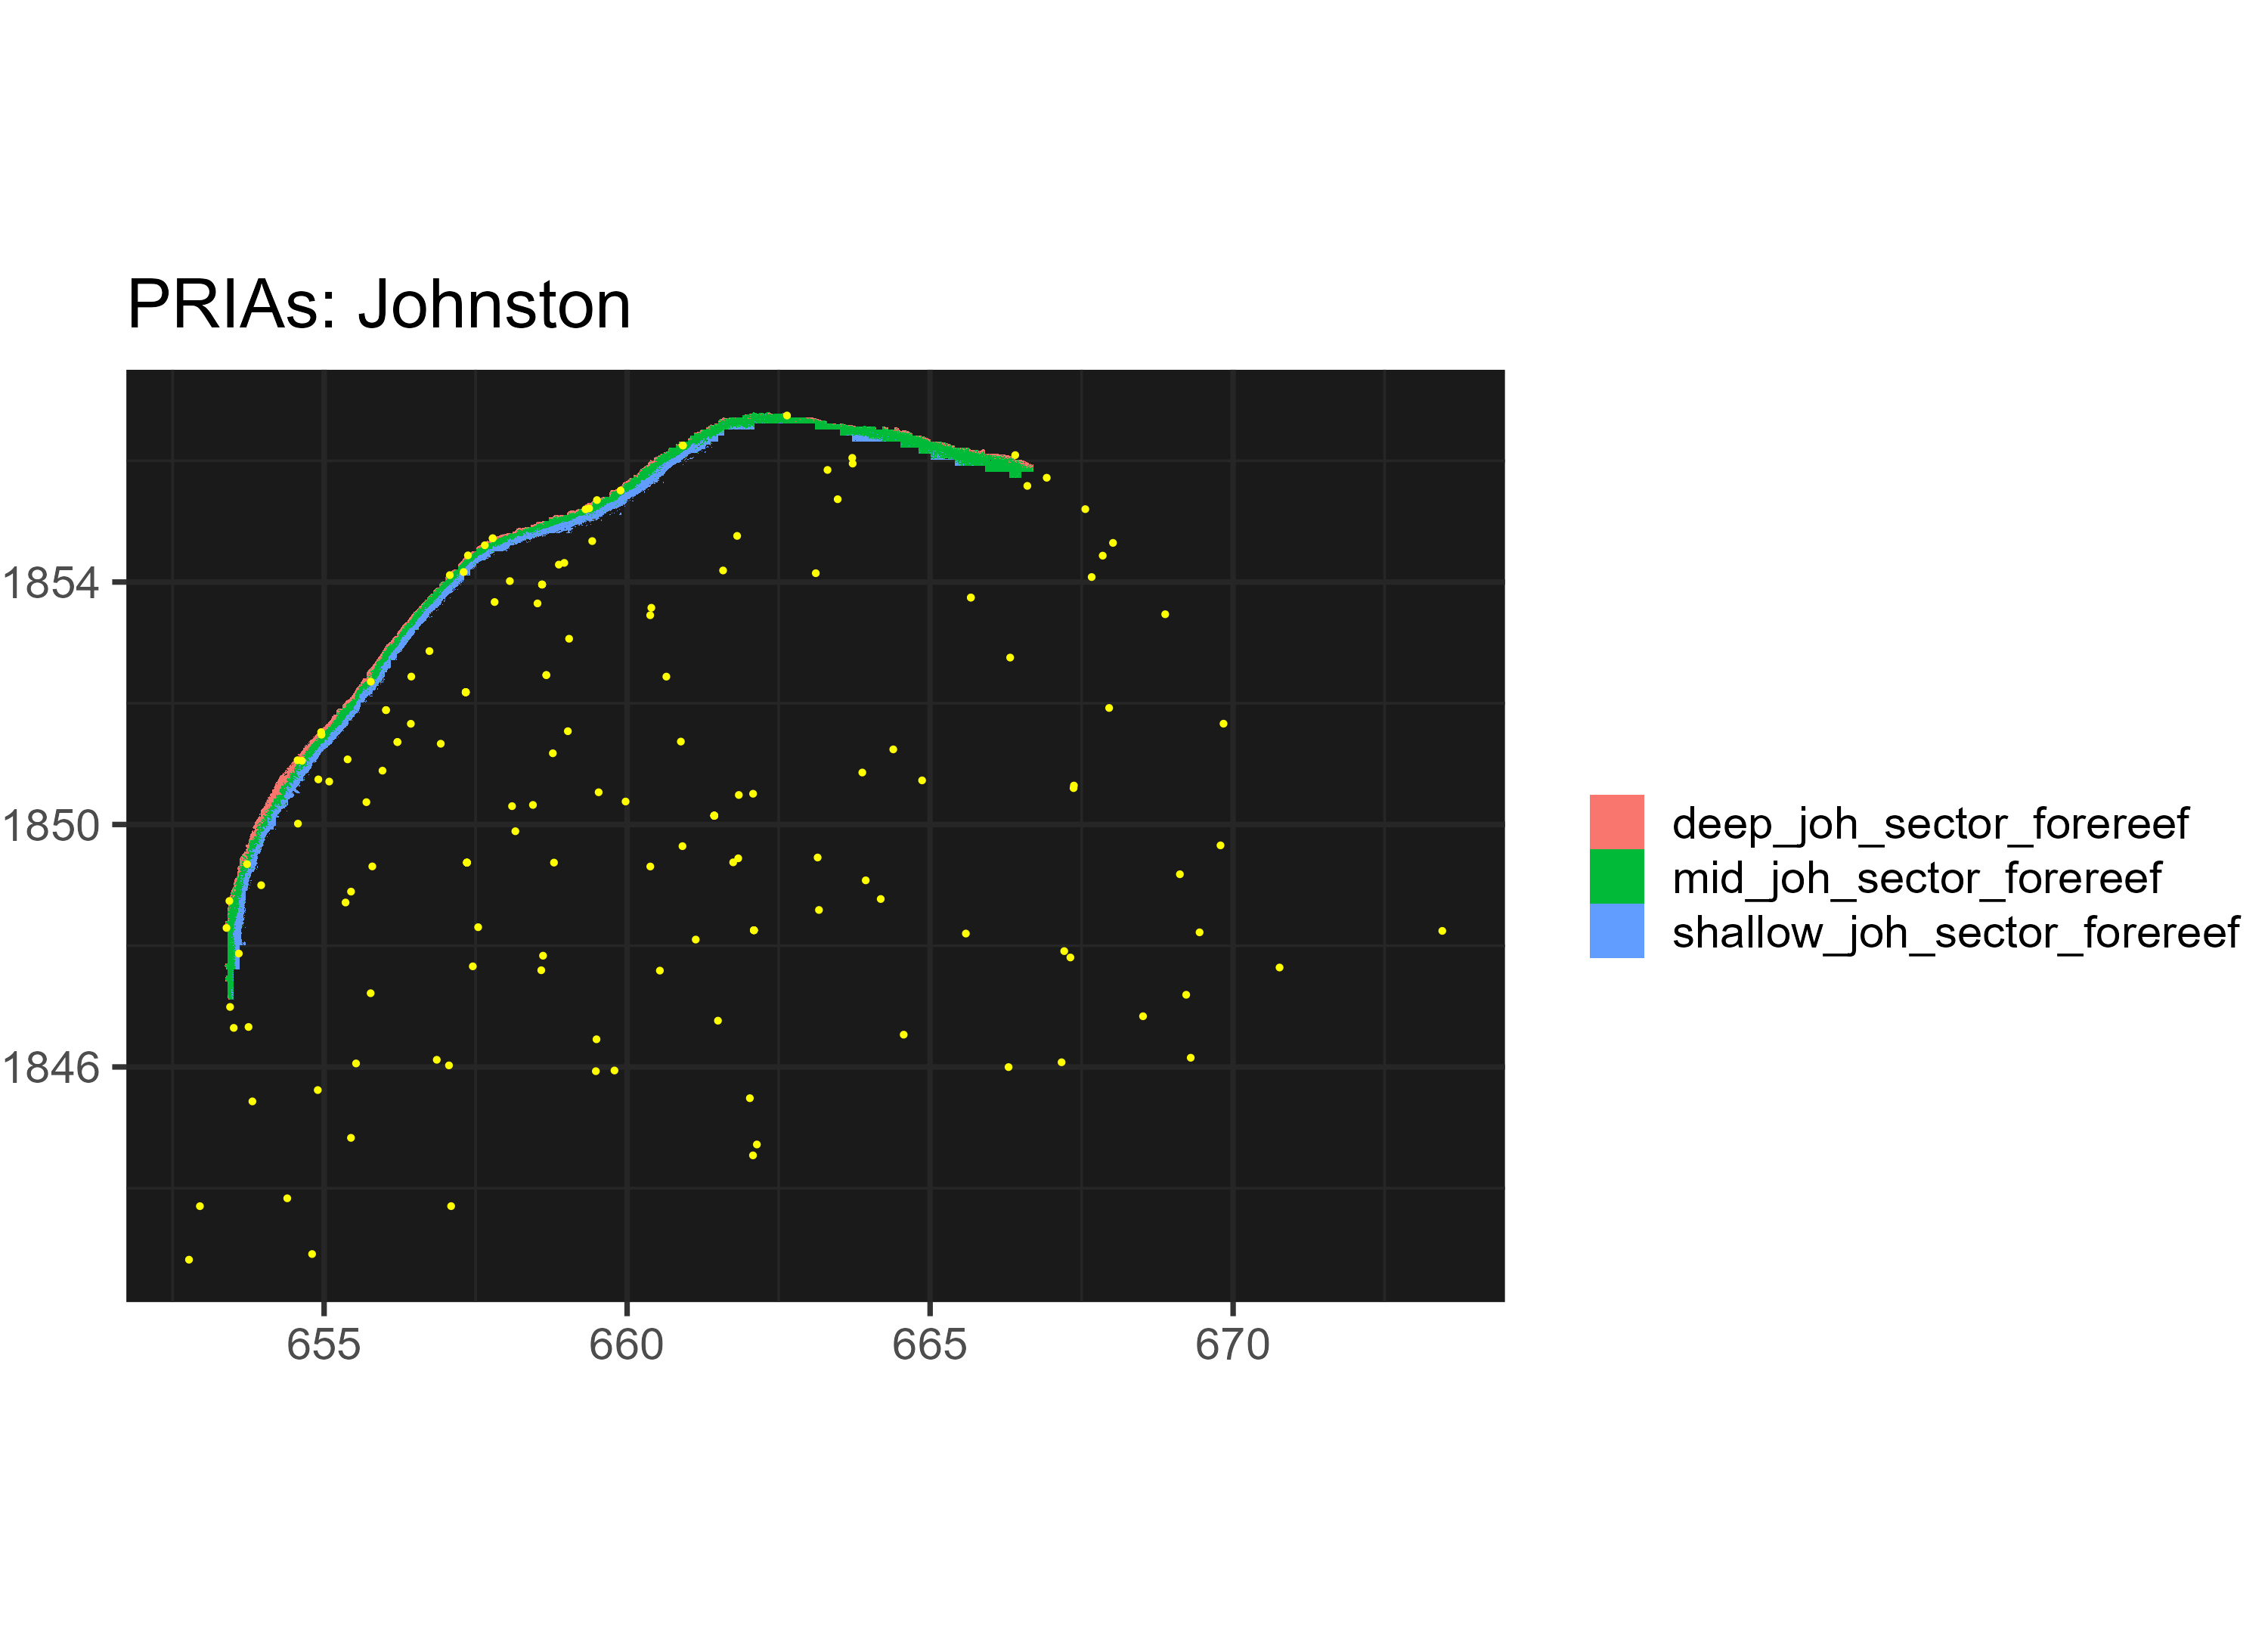 PRIAs: Johnston
1854
1850
1846
655
660
665
670
deep_joh_sector_forereef
mid_joh_sector_forereef
shallow_joh_sector_forereef